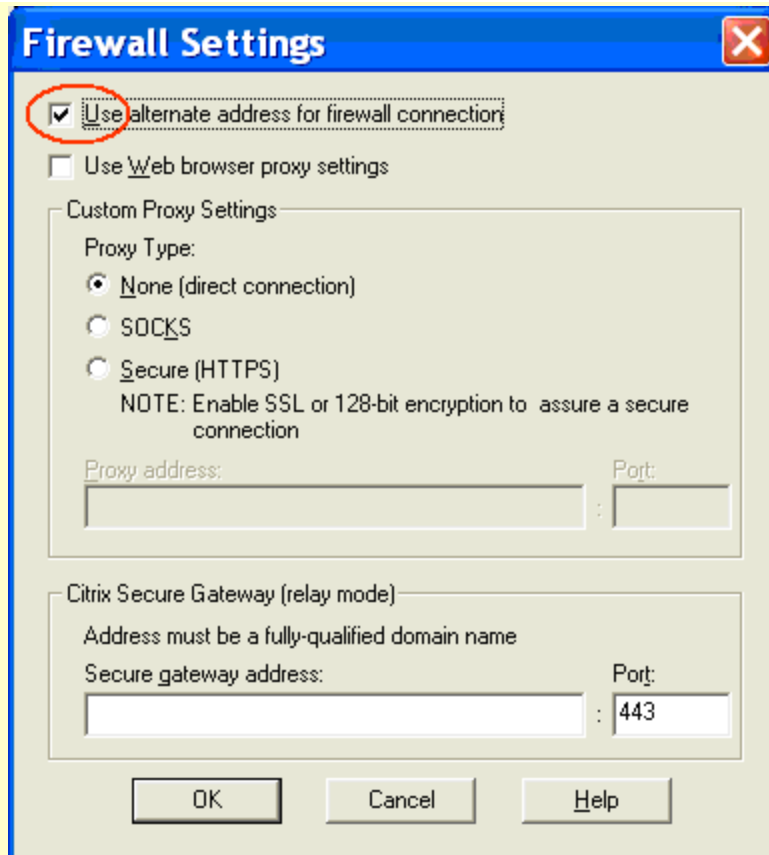 Firewall Settings
Use alternate address for firewall connection
Use Web browser proxy settings
Custom Proxy Settings
Proxy Type:
None (direct connection)
SOCKS
Secure (HTTPS)
NOTE: Enable SSL or 128-bit encryption to assure a secure
connection
Proxy address: Port:
:
Citrix Secure Gateway (relay mode)
Address must be a fully-qualified domain name
Secure gateway address: Port:
: 443
OK Cancel Help